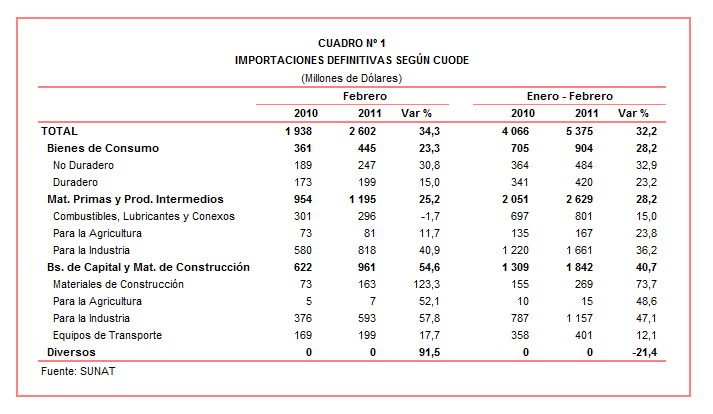 CUADRO Nº 1
IMPORTACIONES DEFINITIVAS SEGÚN CUODE
(Millones de Dólares)
Febrero Enero - Febrero
2010 2011 Var % 2010 2011 Var %
TOTAL 1 938 2 602 34,3 4 066 5 375 32,2
Bienes de Consumo 361 445 23,3 705 904 28,2
No Duradero 189 247 30,8 364 484 32,9
Duradero 173 199 15,0 341 420 23,2
Mat. Primas y Prod. Intermedios 954 1 195 25,2 2 051 2 629 28,2
Combustibles, Lubricantes y Conexos 301 296 -1,7 697 801 15,0
Para la Agricultura 73 81 11,7 135 167 23,8
Para la Industria 580 818 40,9 1 220 1 661 36,2
Bs. de Capital y Mat. de Construcción 622 961 54,6 1 309 1 842 40,7
Materiales de Construcción 73 163 123,3 155 269 73,7
Para la Agricultura 5 7 52,1 10 15 48,6
Para la Industria 376 593 57,8 787 1 157 47,1
Equipos de Transporte 169 199 17,7 358 401 12,1
Diversos 0 0 91,5 0 0 -21,4
Fuente: SUNAT